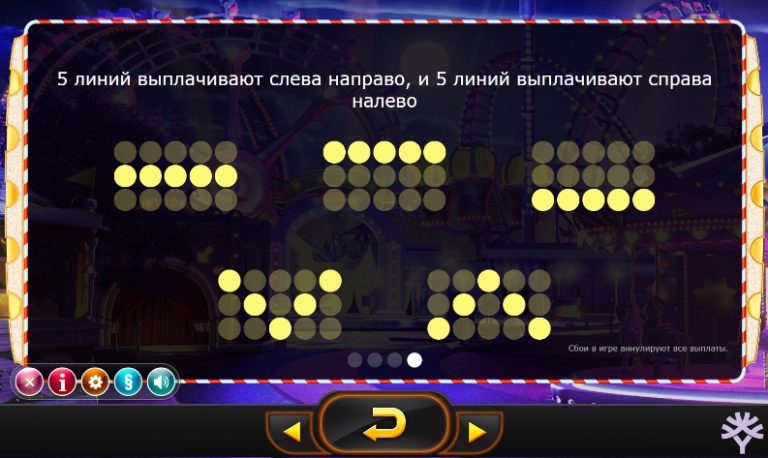 5 линий выплачивают слева направо, и 5 линий выплачивают справа
налево
Сбои в игре аннулируют все выплаты.